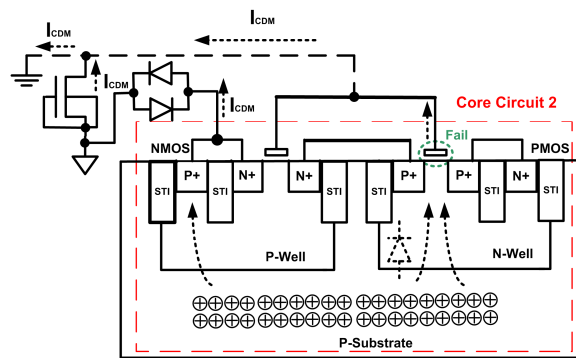 ICDM
ICDM
ICDM
ICDM
Core Circuit 2
Fail
NMOS
PMOS
STI P+ STI N+ N+ STI STI P+ P+ STI N+ STI
P-Well
N-Well
P-Substrate